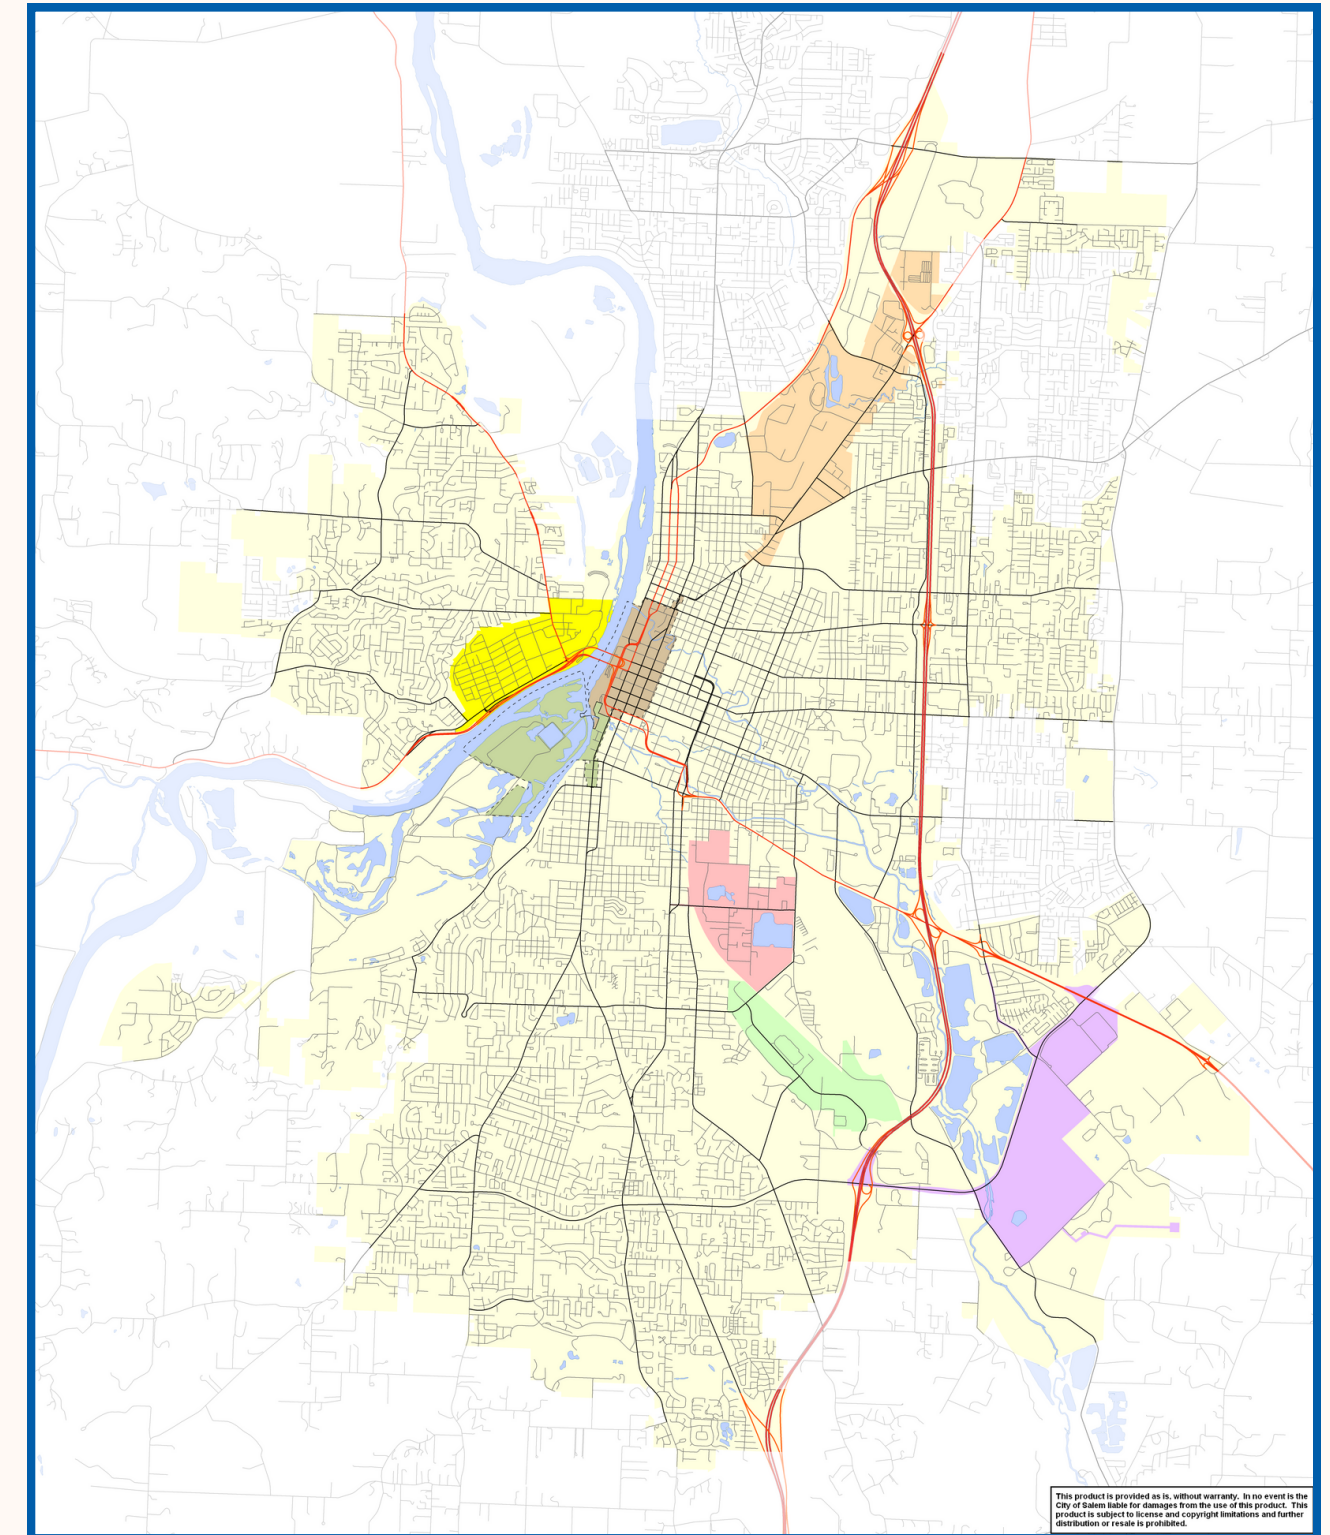 This product is provided as is, without warranty. In no event is the
City of Salem liable for damages from the use of this product. This
product is subject to license and copyright limitations and further
distribution or resale is prohibited.